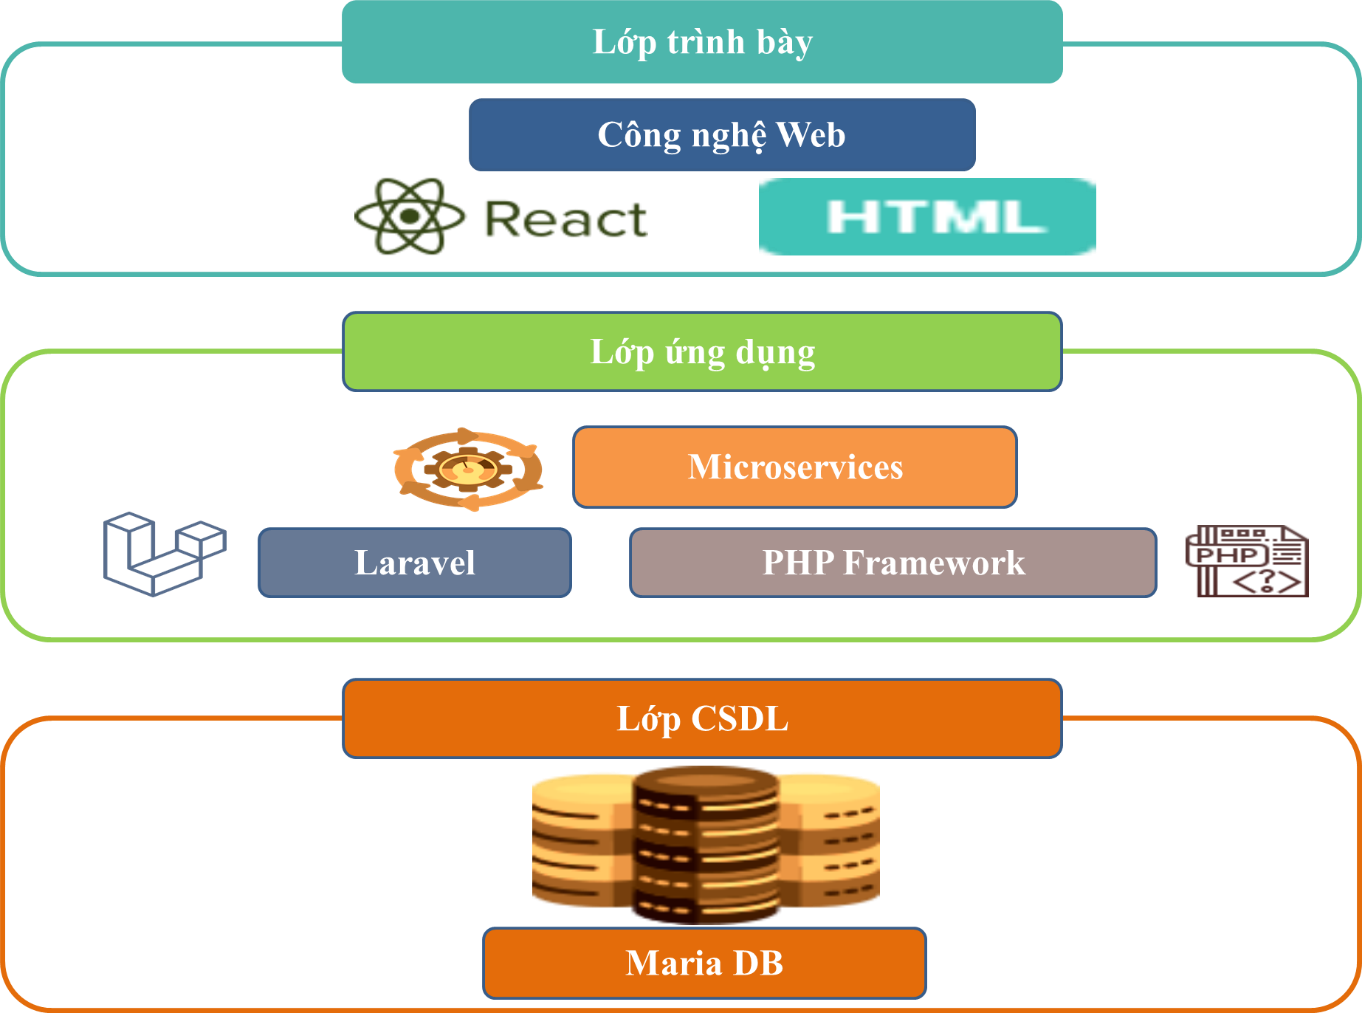 Lớp trình bày
Công nghệ Web
React
HTML
Lớp ứng dụng
Microservices
Laravel
PHP Framework
PHP
<?>
Lớp CSDL
Maria DB